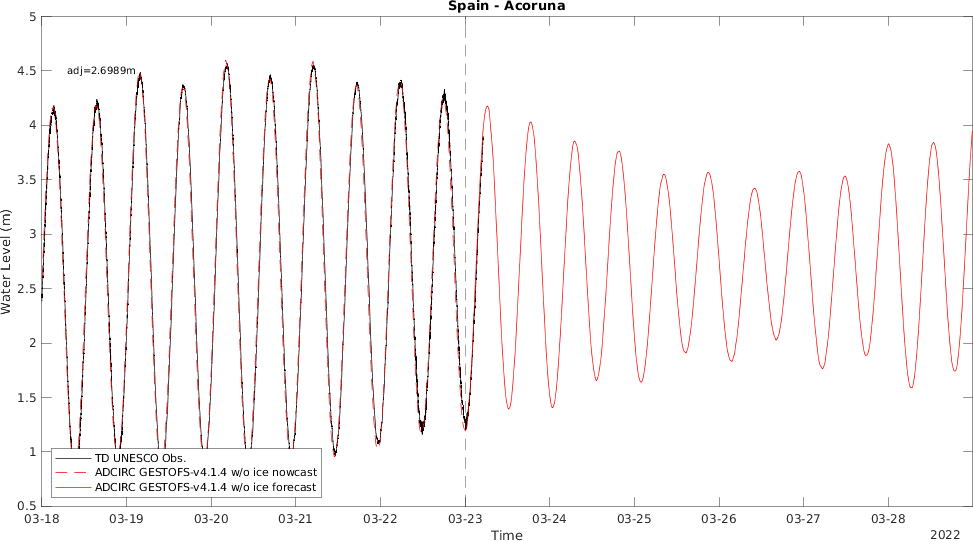 Spain - Acoruna
5
4.5
4
3.5
3
2.5
2
1.5
1
0.5
Water Level (m)
adj=2.6989m
TD UNESCO Obs.
ADCIRC GESTOFS-v4.1.4 w/o ice nowcast
ADCIRC GESTOFS-v4.1.4 w/o ice forecast
03-18 03-19 03-20 03-21 03-22 03-23 03-24 03-25 03-26 03-27 03-28
Time
2022